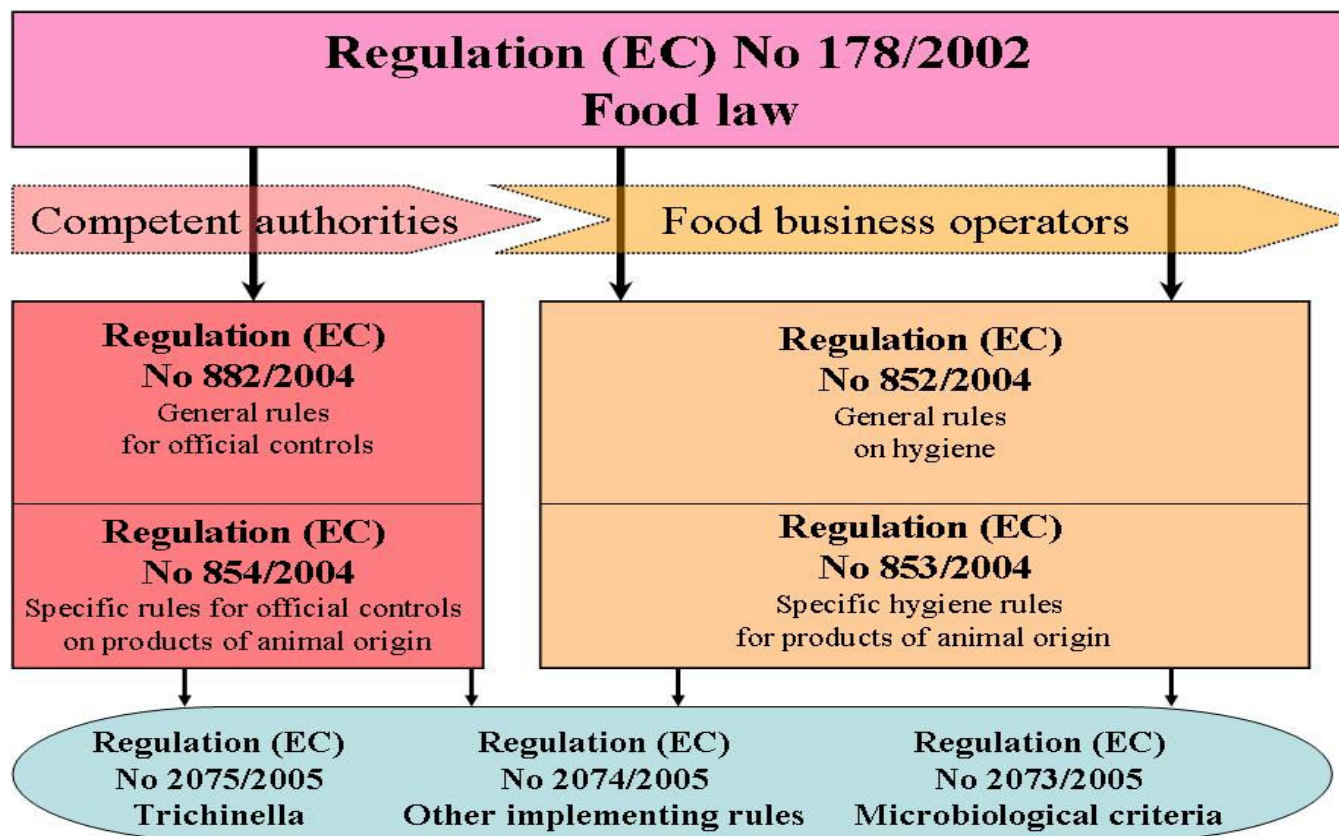 Regulation (EC) No 178/2002
Food law
Competent authorities
Food business operators
Regulation (EC)
No 882/2004
General rules
for official controls
Regulation (EC)
No 852/2004
General rules
on hygiene
Regulation (EC)
No 854/2004
Specific rules for official controls
on products of animal origin
Regulation (EC)
No 853/2004
Specific hygiene rules
for products of animal origin
Regulation (EC)
No 2075/2005
Trichinella
Regulation (EC)
No 2074/2005
Other implementing rules
Regulation (EC)
No 2073/2005
Microbiological criteria